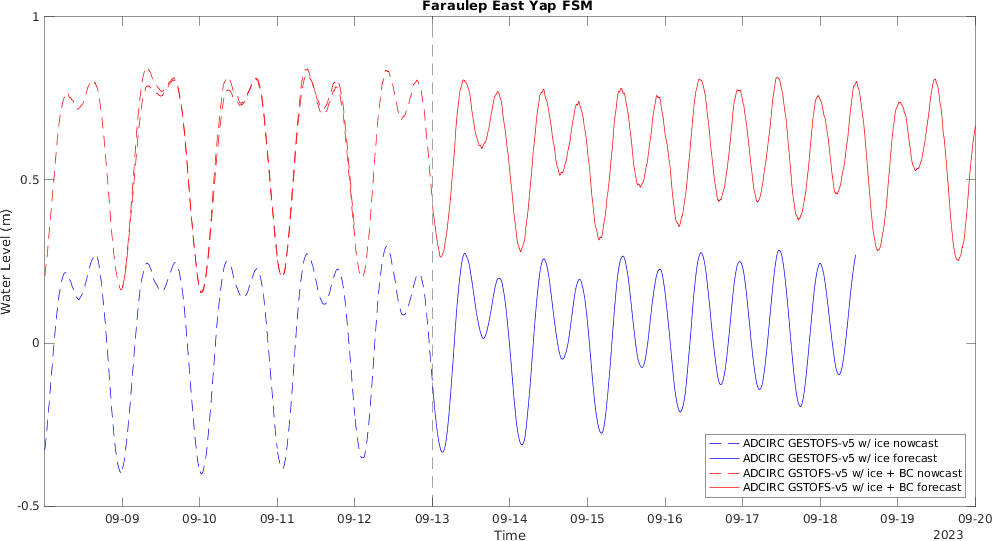 Faraulep East Yap FSM
1
0.5
0
-0.5
Water Level (m)
ADCIRC GESTOFS-v5 w/ ice nowcast
ADCIRC GESTOFS-v5 w/ ice forecast
ADCIRC GSTOFS-v5 w/ ice + BC nowcast
ADCIRC GSTOFS-v5 w/ ice + BC forecast
09-09 09-10 09-11 09-12 09-13 09-14 09-15 09-16 09-17 09-18 09-19 09-20
Time
2023